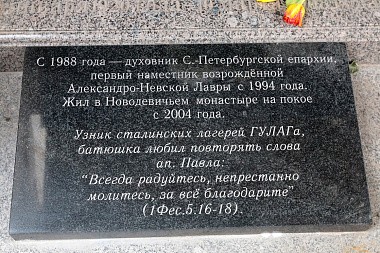 С 1988 года — духовник С.-Петербургской епархии,
первый наместник возрождённой
Александро-Невской Лавры с 1994 года.
Жил в Новодевичьем монастыре на покое
с 2004 года.
Узник сталинских лагерей ГУЛАГа,
батюшка любил повторять слова
ап. Павла:
“Всегда радуйтесь, непрестанно
молитесь, за всё благодарите”
(1Фес.5.16-18).